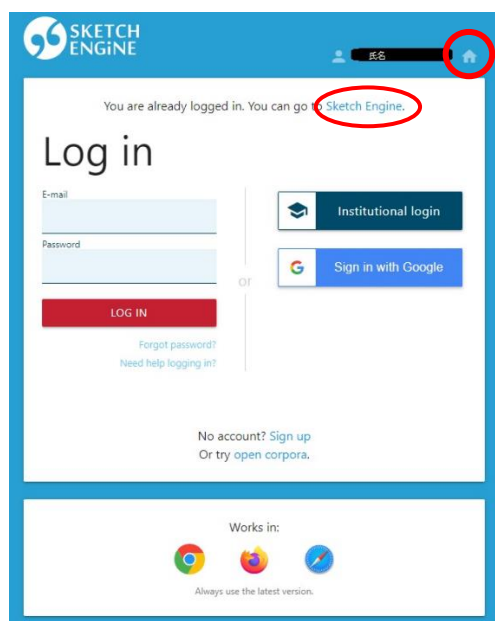 SKETCH
ENGiNE
氏名
You are already logged in. You can go to Sketch Engine.
Log in
E-mail
Password
or
LOG IN
Forgot password?
Need help logging in?
Institutional login
Sign in with Google
No account? Sign up
Or try open corpora.
Works in:
Always use the latest version.